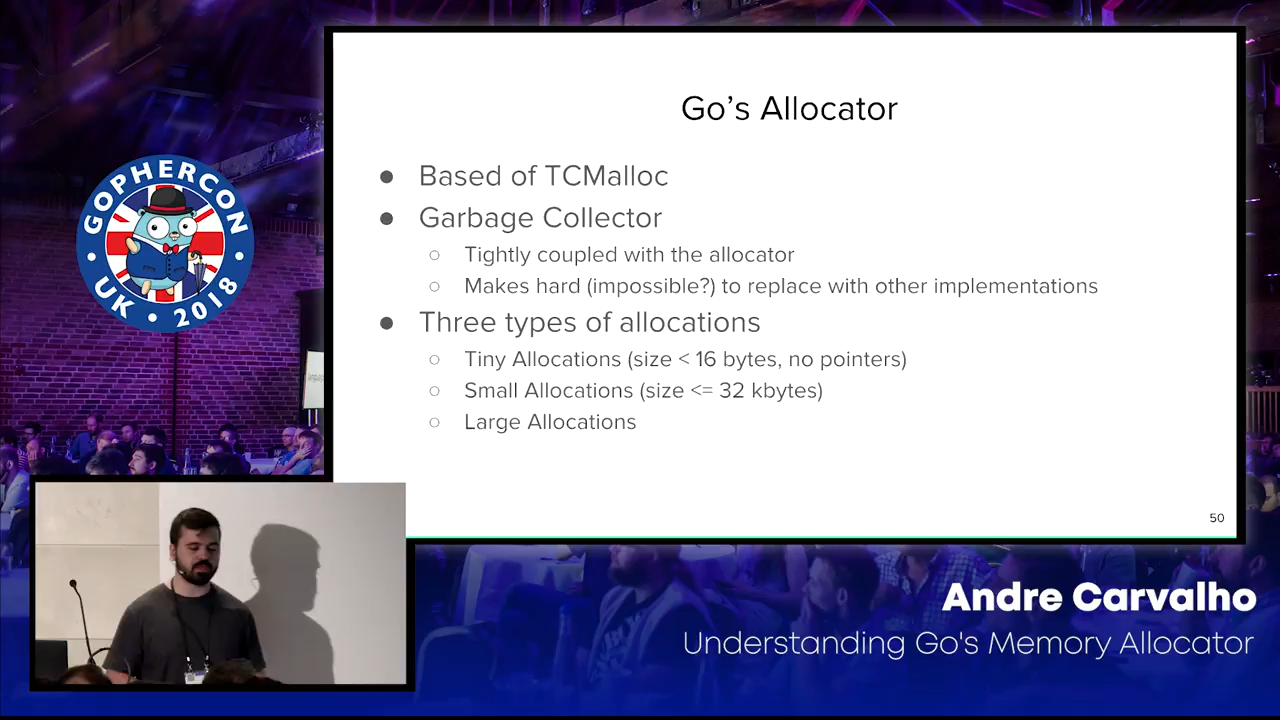 GOPHERCON
UK • 2018
Go's Allocator
● Based of TCMalloc
● Garbage Collector
○ Tightly coupled with the allocator
○ Makes hard (impossible?) to replace with other implementations
● Three types of allocations
○ Tiny Allocations (size < 16 bytes, no pointers)
○ Small Allocations (size <= 32 kbytes)
○ Large Allocations
50
Andre Carvalho
Understanding Go's Memory Allocator